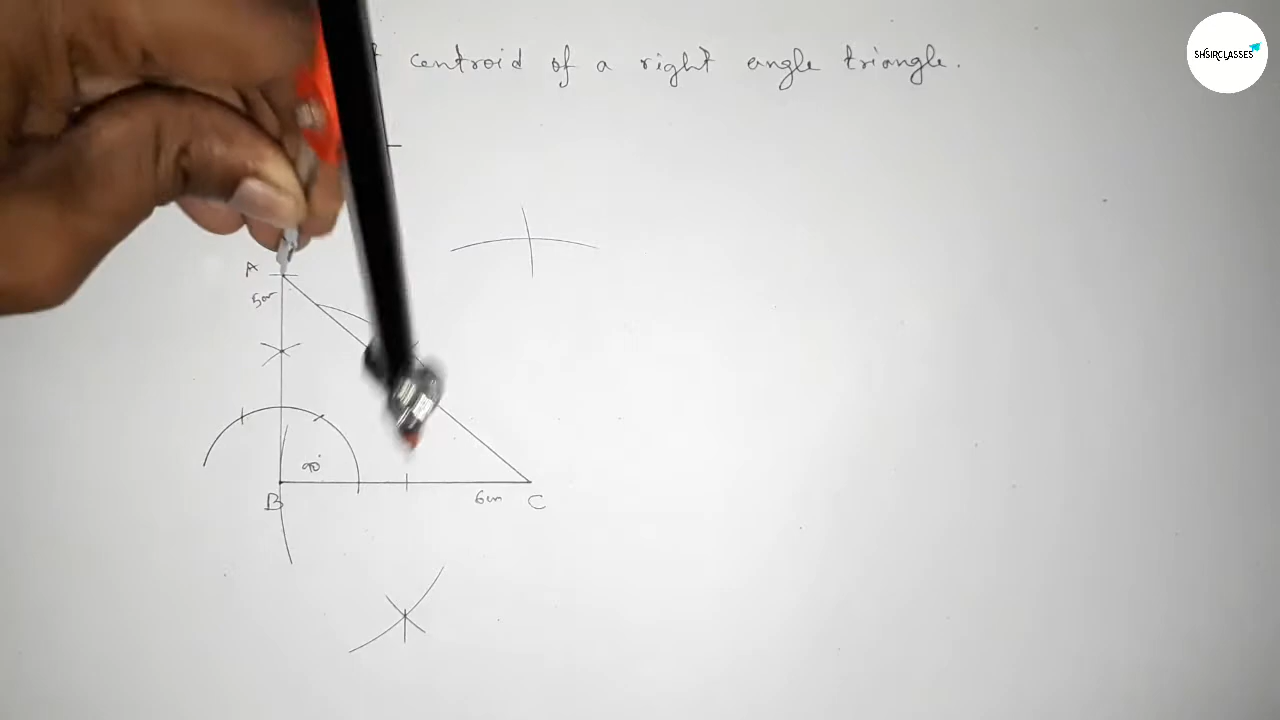 centroid of a right angle triangle.
SHSIRCLASSES
A
5cm
90°
B
6cm C